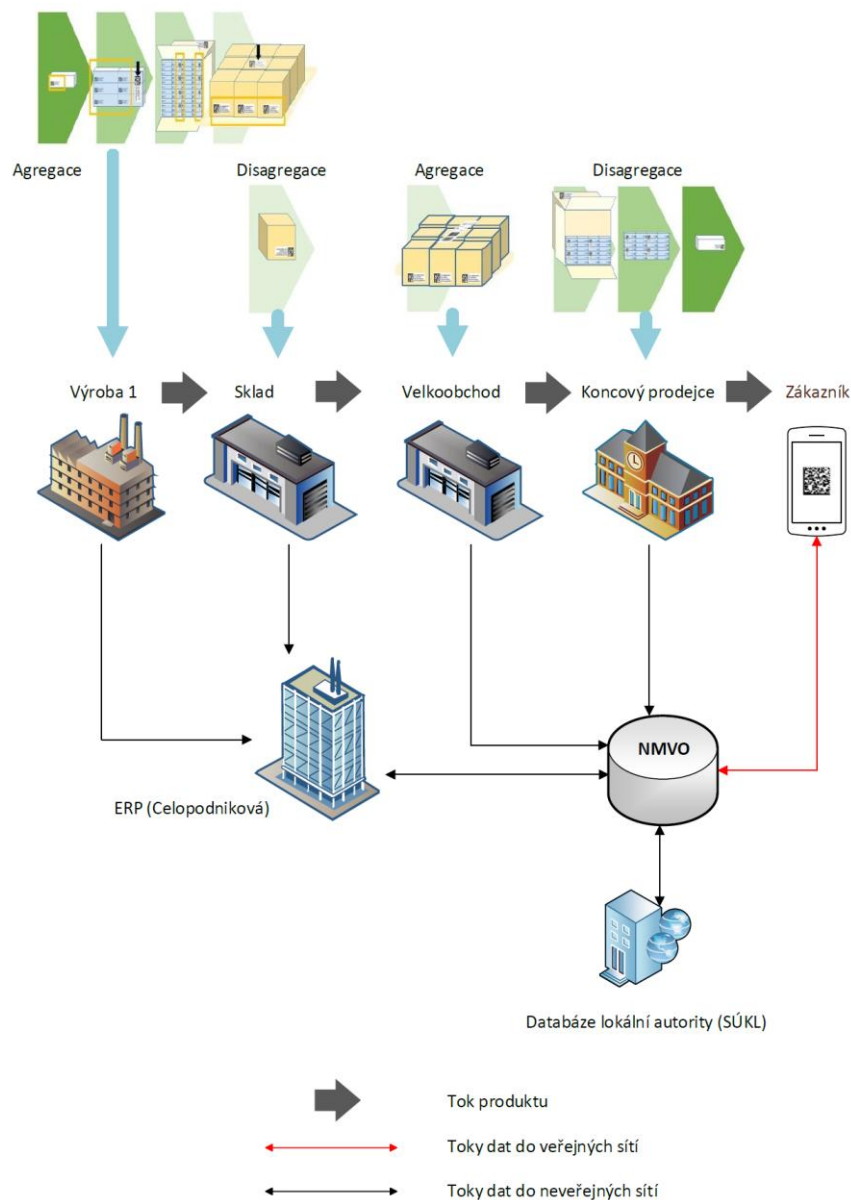 Agregace
Disagregace
Agregace
Disagregace
Výroba 1
Sklad
Velkoobchod
Koncový prodejce
Zákazník
NMVO
ERP (Celopodniková)
Databáze lokální autority (SÚKL)
Tok produktu
Toky dat do veřejných sítí
Toky dat do neveřejných sítí